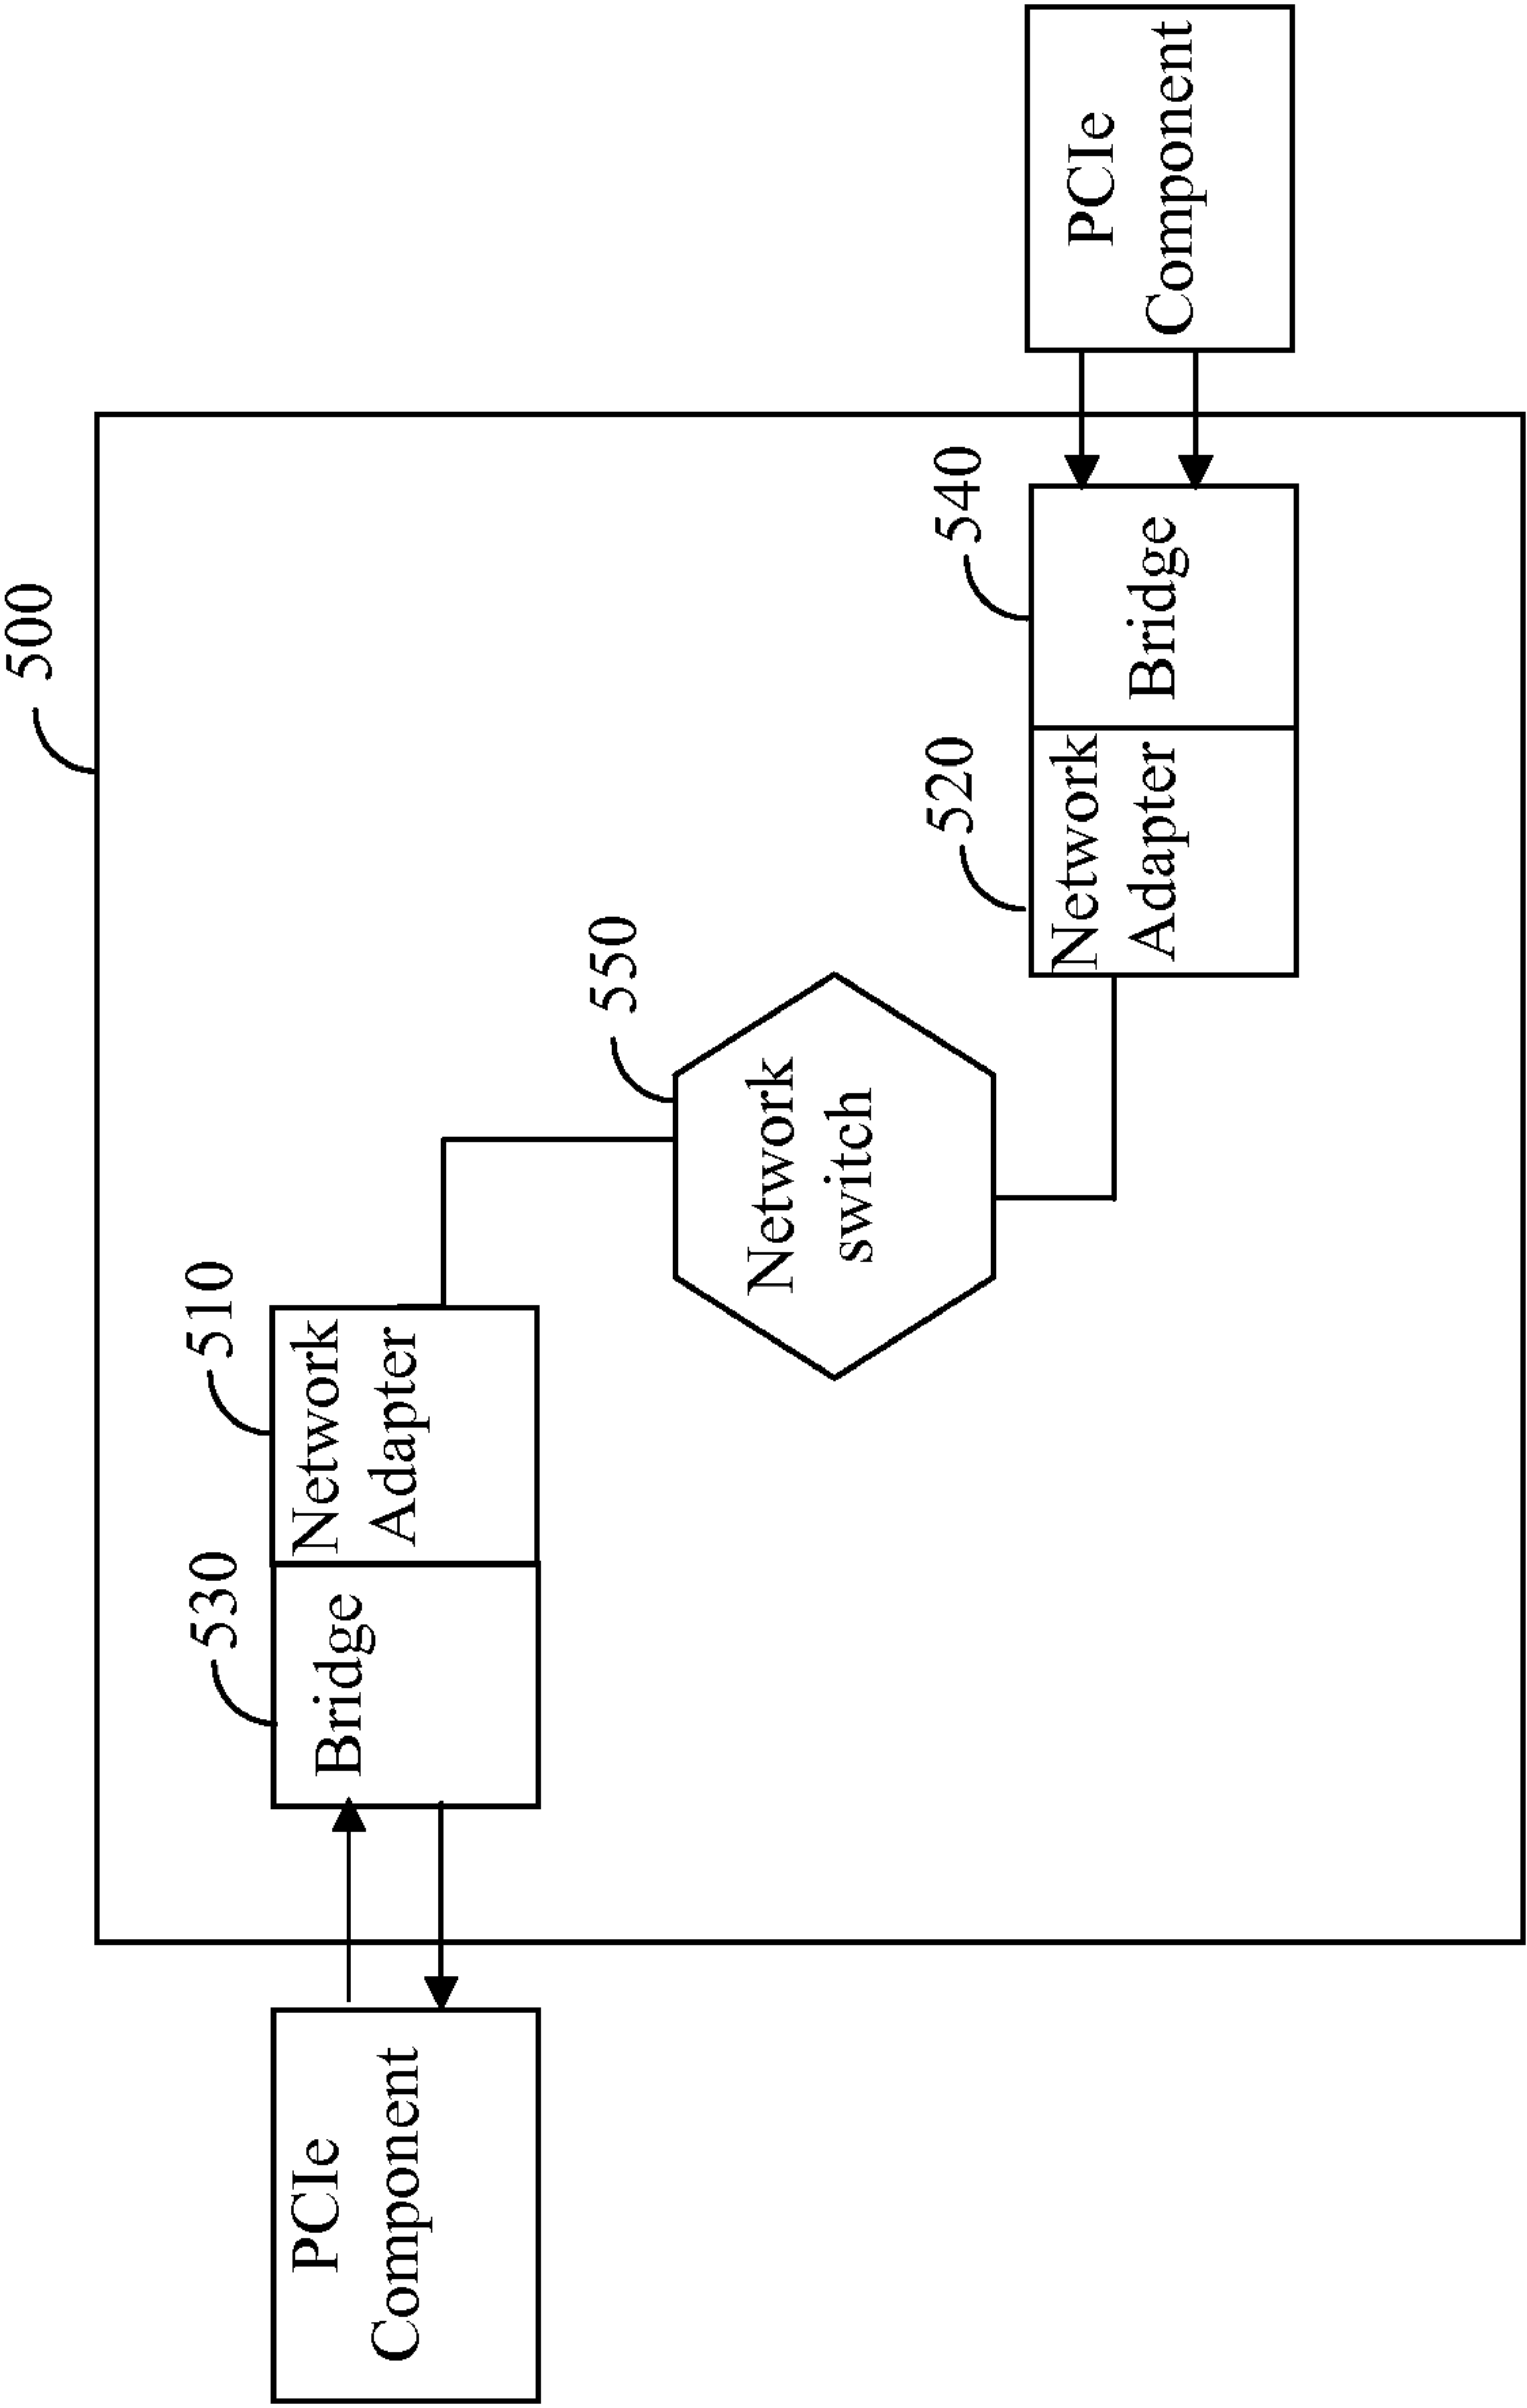 500
PCIe
Component
530
Bridge
510
Network
Adapter
550
Network
switch
520
Network
Adapter
540
Bridge
PCIe
Component